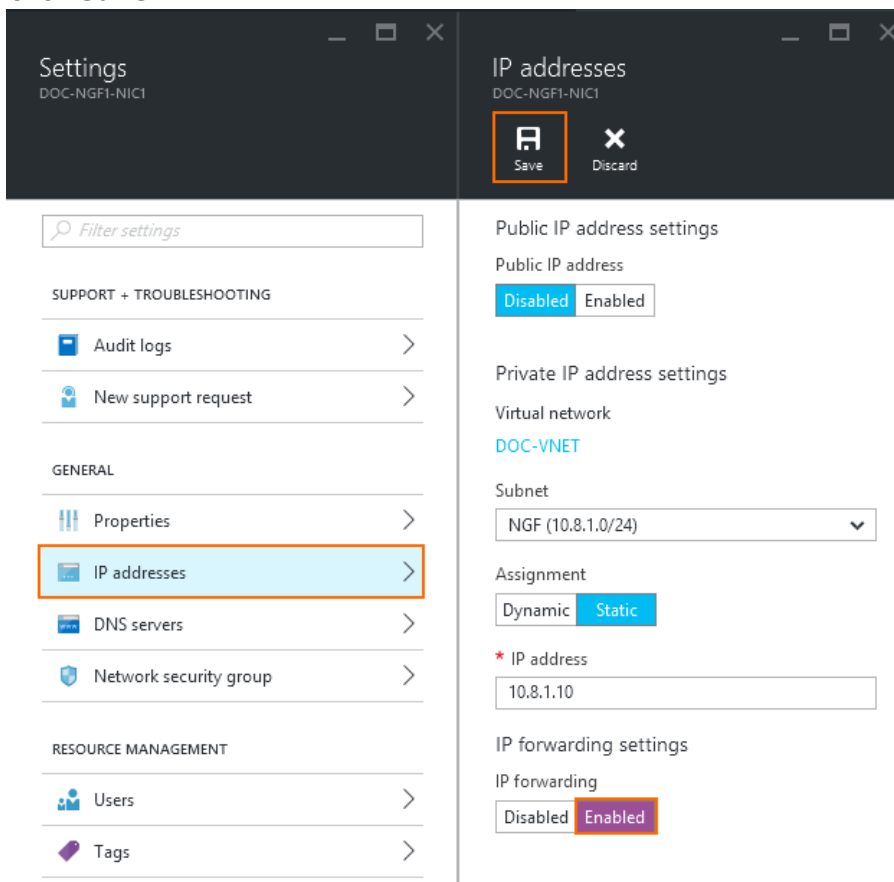 Settings
DOC-NGF1-NIC1
Filter settings
SUPPORT + TROUBLESHOOTING
Audit logs
New support request
GENERAL
Properties
IP addresses
DNS servers
Network security group
RESOURCE MANAGEMENT
Users
Tags
IP addresses
DOC-NGF1-NIC1
Save Discard
Public IP address settings
Public IP address
Disabled Enabled
Private IP address settings
Virtual network
DOC-VNET
Subnet
NGF (10.8.1.0/24)
Assignment
Dynamic Static
* IP address
10.8.1.10
IP forwarding settings
IP forwarding
Disabled Enabled